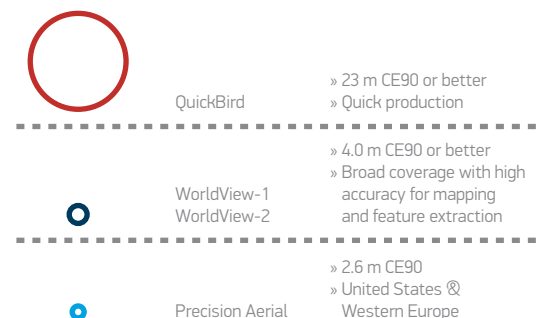 » 23 m CE90 or better
QuickBird
» Quick production
» 4.0 m CE90 or better
» Broad coverage with high
WorldView-1
accuracy for mapping
WorldView-2
and feature extraction
» 2.6 m CE90
» United States &
Precision Aerial
Western Europe